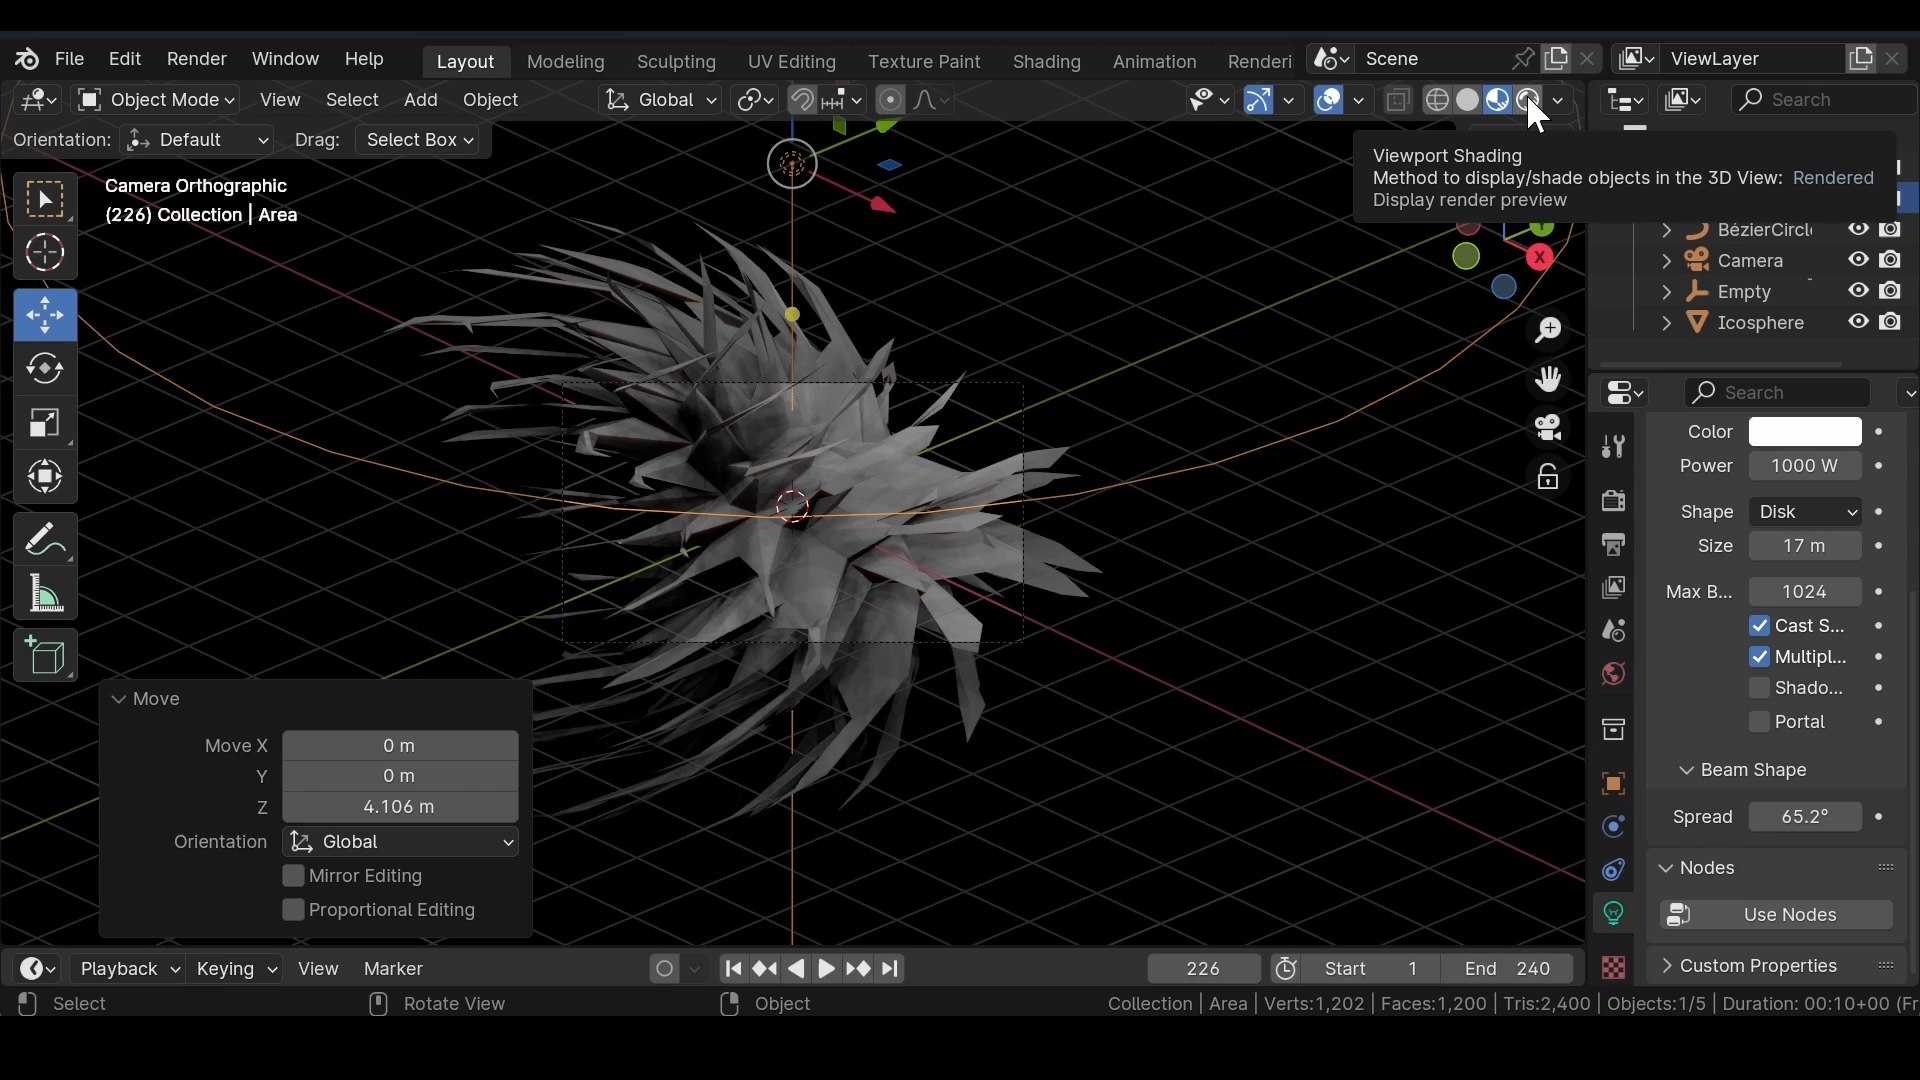 File Edit Render Window Help Layout Modeling Sculpting UV Editing Texture Paint Shading Animation Renderi Scene ViewLayer
Object Mode View Select Add Object Global Search
Orientation: Default Drag: Select Box
Viewport Shading
Method to display/shade objects in the 3D View: Rendered
Display render preview
Camera Orthographic
(226) Collection | Area
BézierCircl
Camera
Empty
Icosphere
X
Search
Color
Power 1000 W
Shape Disk
Size 17 m
Max B... 1024
Cast S...
Multipl...
Shado...
Portal
Beam Shape
Spread 65.2°
Nodes
Use Nodes
Custom Properties
Move
Move X 0 m
Y 0 m
Z 4.106 m
Orientation Global
Mirror Editing
Proportional Editing
Playback Keying View Marker 226 Start 1 End 240
Select Rotate View Object Collection | Area | Verts:1,202 | Faces:1,200 | Tris:2,400 | Objects:1/5 | Duration: 00:10+00 (Fr